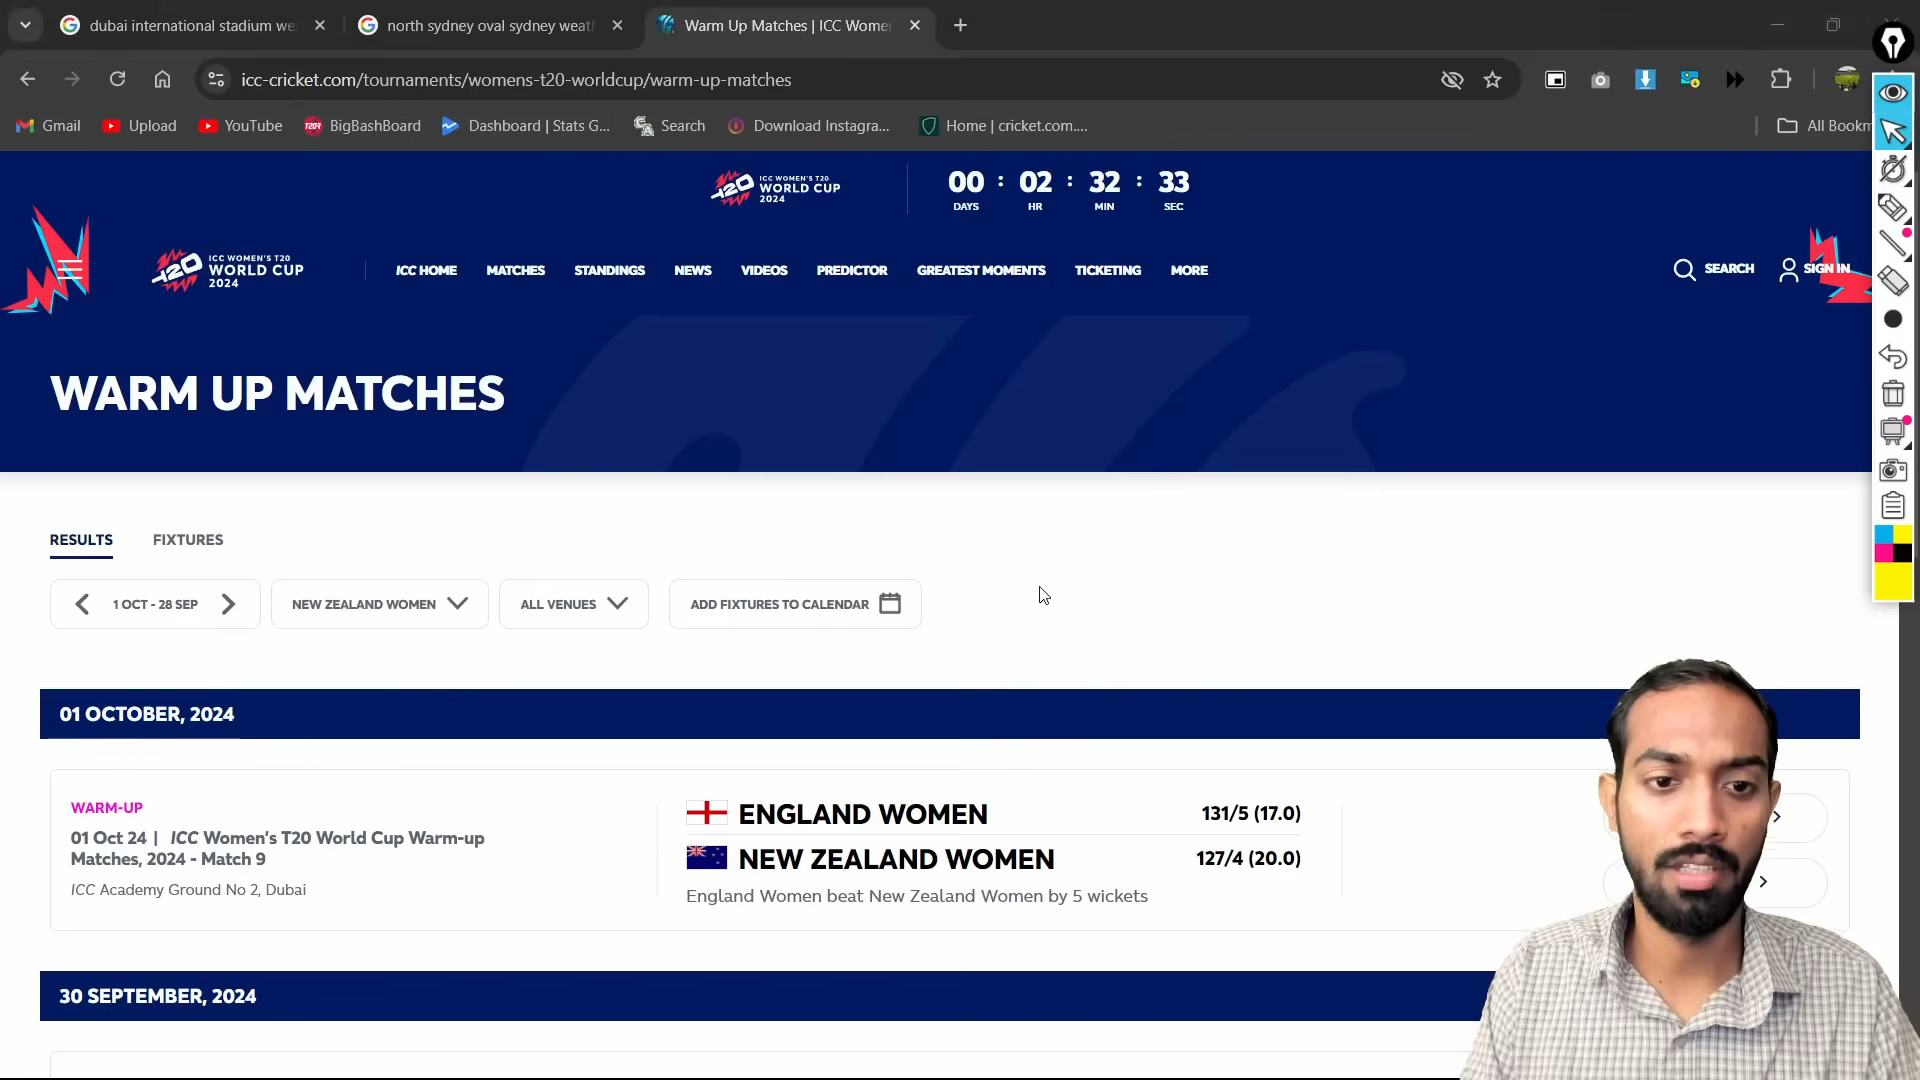 dubai international stadium we
north sydney oval sydney weat
Warm Up Matches | ICC Wome
icc-cricket.com/tournaments/womens-t20-worldcup/warm-up-matches
Gmail
Upload
YouTube
T20R BigBashBoard
Dashboard | Stats G...
Search
Download Instagra...
Home | cricket.com....
All Bookm
T20 ICC WOMEN'S T20
WORLD CUP
2024
00 : 02 : 32 : 33
DAYS HR MIN SEC
T20 ICC WOMEN'S T20
WORLD CUP
2024
ICC HOME
MATCHES
STANDINGS
NEWS
VIDEOS
PREDICTOR
GREATEST MOMENTS
TICKETING
MORE
SEARCH
SIGN IN
WARM UP MATCHES
RESULTS
FIXTURES
1 OCT - 28 SEP
NEW ZEALAND WOMEN
ALL VENUES
ADD FIXTURES TO CALENDAR
01 OCTOBER, 2024
WARM-UP
01 Oct 24 | ICC Women's T20 World Cup Warm-up
Matches, 2024 - Match 9
ICC Academy Ground No 2, Dubai
ENGLAND WOMEN 131/5 (17.0)
NEW ZEALAND WOMEN 127/4 (20.0)
England Women beat New Zealand Women by 5 wickets
30 SEPTEMBER, 2024